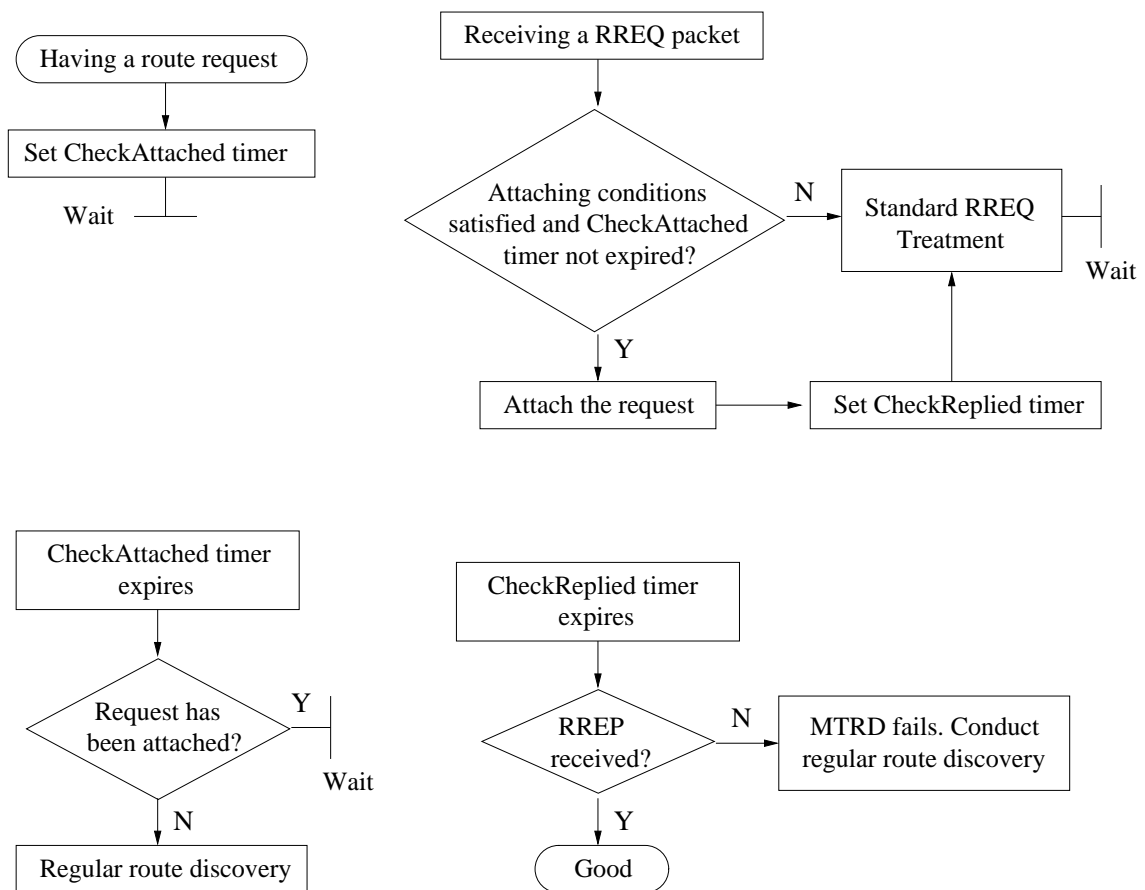 Having a route request
Set CheckAttached timer
Wait
Receiving a RREQ packet
Attaching conditions
satisfied and CheckAttached
timer not expired?
N
Standard RREQ
Treatment
Wait
Y
Attach the request
Set CheckReplied timer
CheckAttached timer
expires
Request has
been attached?
Y
Wait
N
Regular route discovery
CheckReplied timer
expires
RREP
received?
N
MTRD fails. Conduct
regular route discovery
Y
Good